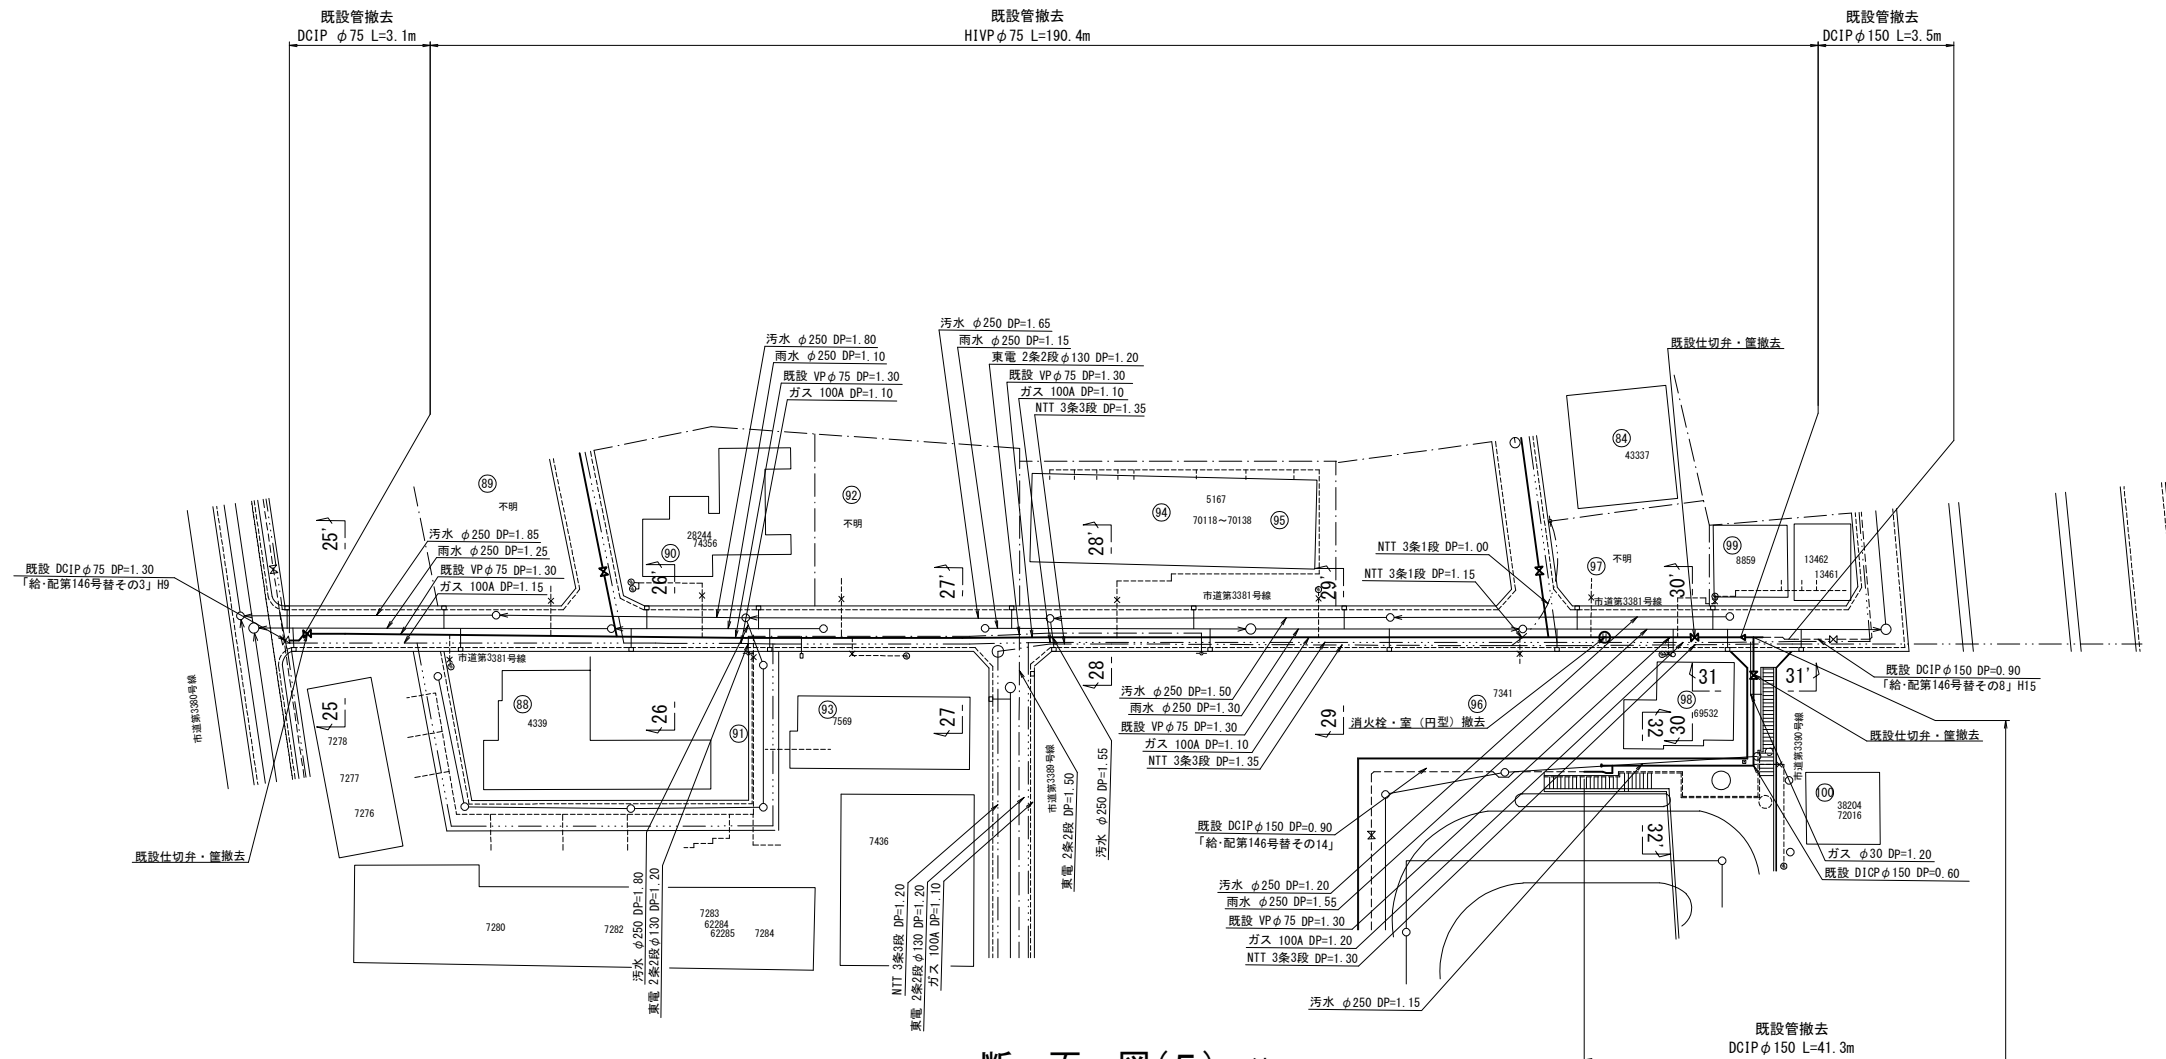 既設管撤去
DCIP φ75 L=3.1m
既設管撤去
HIVPφ75 L=190.4m
既設管撤去
DCIPφ150 L=3.5m
汚水 φ250 DP=1.80
雨水 φ250 DP=1.10
既設 VPφ75 DP=1.30
ガス 100A DP=1.10
汚水 φ250 DP=1.65
雨水 φ250 DP=1.15
東電 2条2段φ130 DP=1.20
既設 VPφ75 DP=1.30
ガス 100A DP=1.10
NTT 3条3段 DP=1.35
既設仕切弁・筐撤去
84
43337
89
不明
92
不明
28244
74356
90
94
5167
70118～70138
95
97
不明
99
8859
13462
13461
25'
26'
27'
28'
29'
30'
汚水 φ250 DP=1.85
雨水 φ250 DP=1.25
既設 VPφ75 DP=1.30
ガス 100A DP=1.15
既設 DCIPφ75 DP=1.30
「給・配第146号替その3」H9
NTT 3条1段 DP=1.00
NTT 3条1段 DP=1.15
市道第3381号線
市道第3381号線
市道第3381号線
市道第3380号線
25
26
27
28
29
30
31
31'
32
32'
88
4339
91
93
7569
7278
7277
7276
7436
7280
7282
7283
62284
62285
7284
既設仕切弁・筐撤去
汚水 φ250 DP=1.80
東電 2条2段φ130 DP=1.20
NTT 3条3段 DP=1.20
東電 2条2段φ130 DP=1.20
ガス 100A DP=1.10
市道第3389号線
東電 2条2段 DP=1.50
汚水 φ250 DP=1.55
汚水 φ250 DP=1.50
雨水 φ250 DP=1.30
既設 VPφ75 DP=1.30
ガス 100A DP=1.10
NTT 3条3段 DP=1.35
96
7341
消火栓・室（円型）撤去
98
69532
市道第3390号線
既設 DCIPφ150 DP=0.90
「給・配第146号替その8」H15
既設仕切弁・筐撤去
100
38204
72016
ガス φ30 DP=1.20
既設 DICPφ150 DP=0.60
既設 DCIPφ150 DP=0.90
「給・配第146号替その14」
汚水 φ250 DP=1.20
雨水 φ250 DP=1.55
既設 VPφ75 DP=1.30
ガス 100A DP=1.20
NTT 3条3段 DP=1.30
汚水 φ250 DP=1.15
既設管撤去
DCIPφ150 L=41.3m
断 面 図(5)